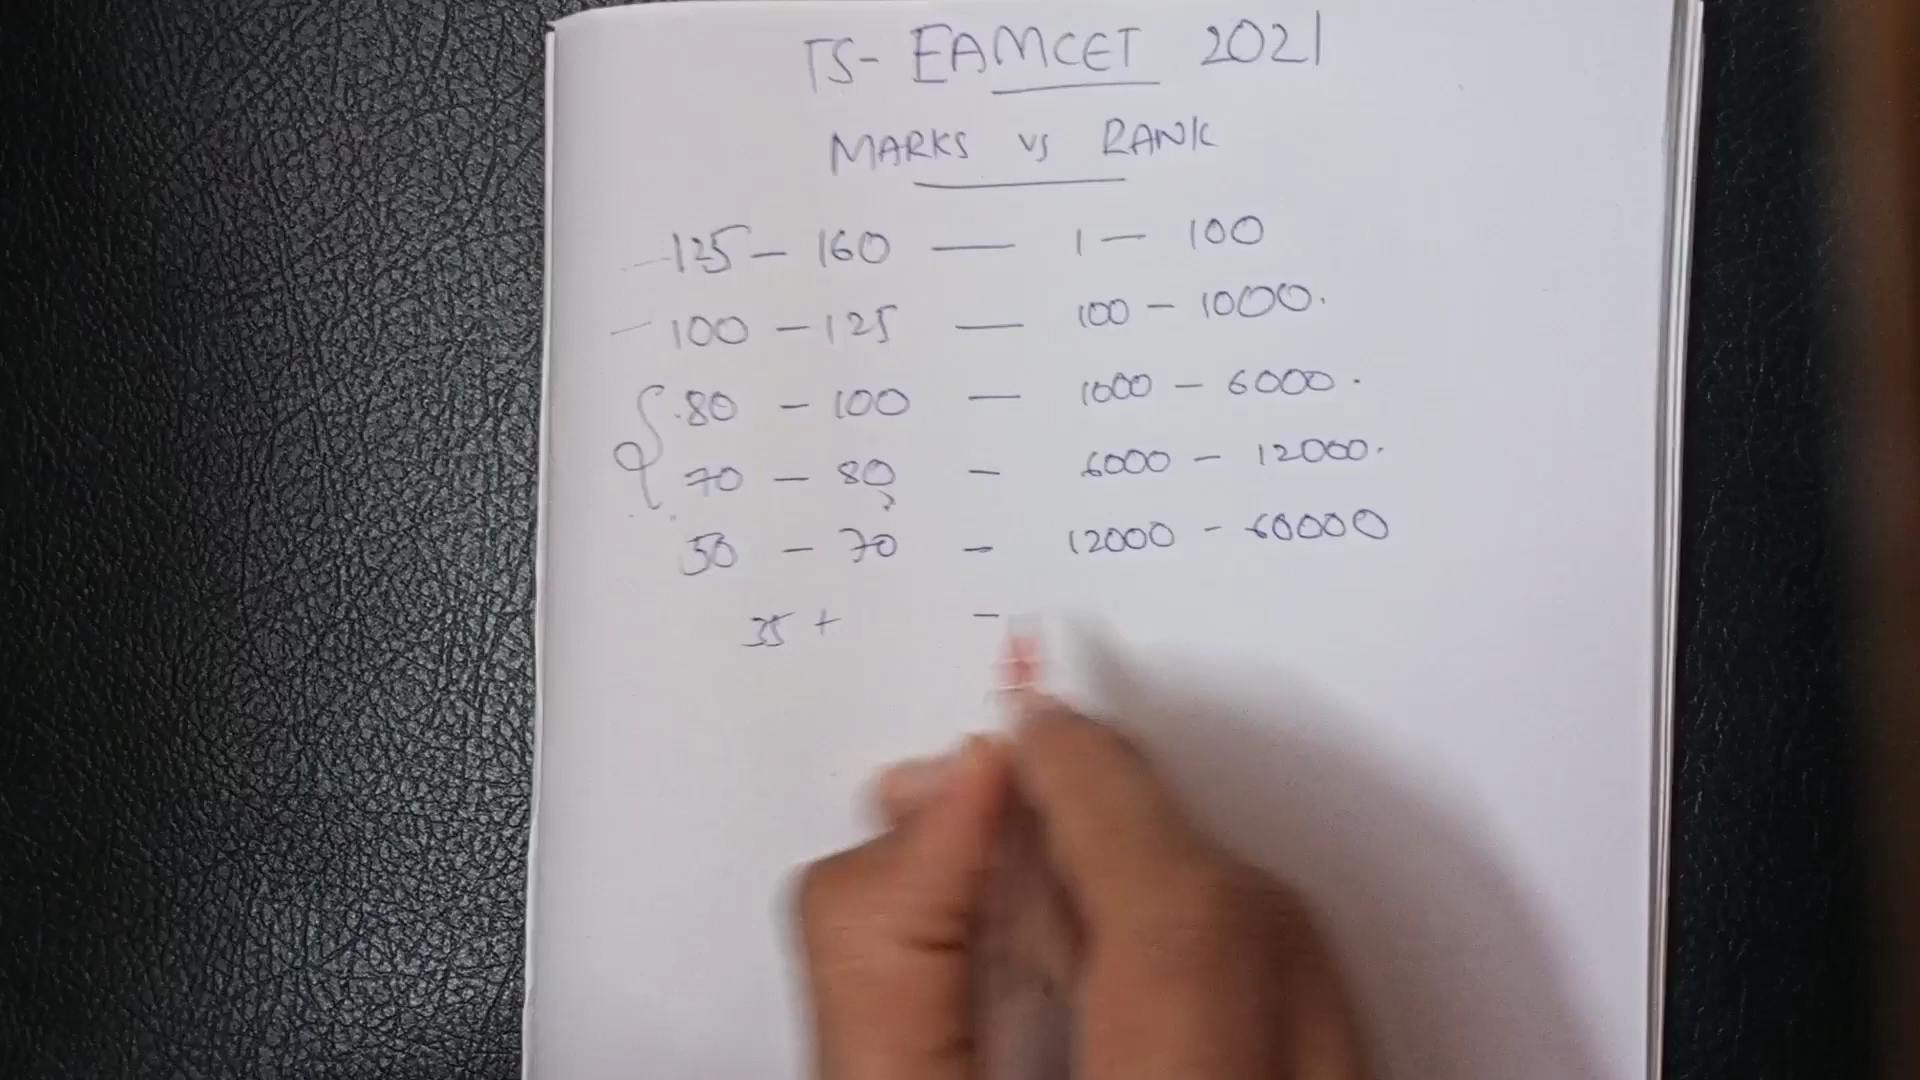 TS- EAMCET 2021
MARKS vs RANK
125 - 160 — 1 - 100
100 - 125 — 100 - 1000.
80 - 100 - 1000 - 6000.
70 - 80 - 6000 - 12000.
50 - 70 - 12000 - 60000
35 + -